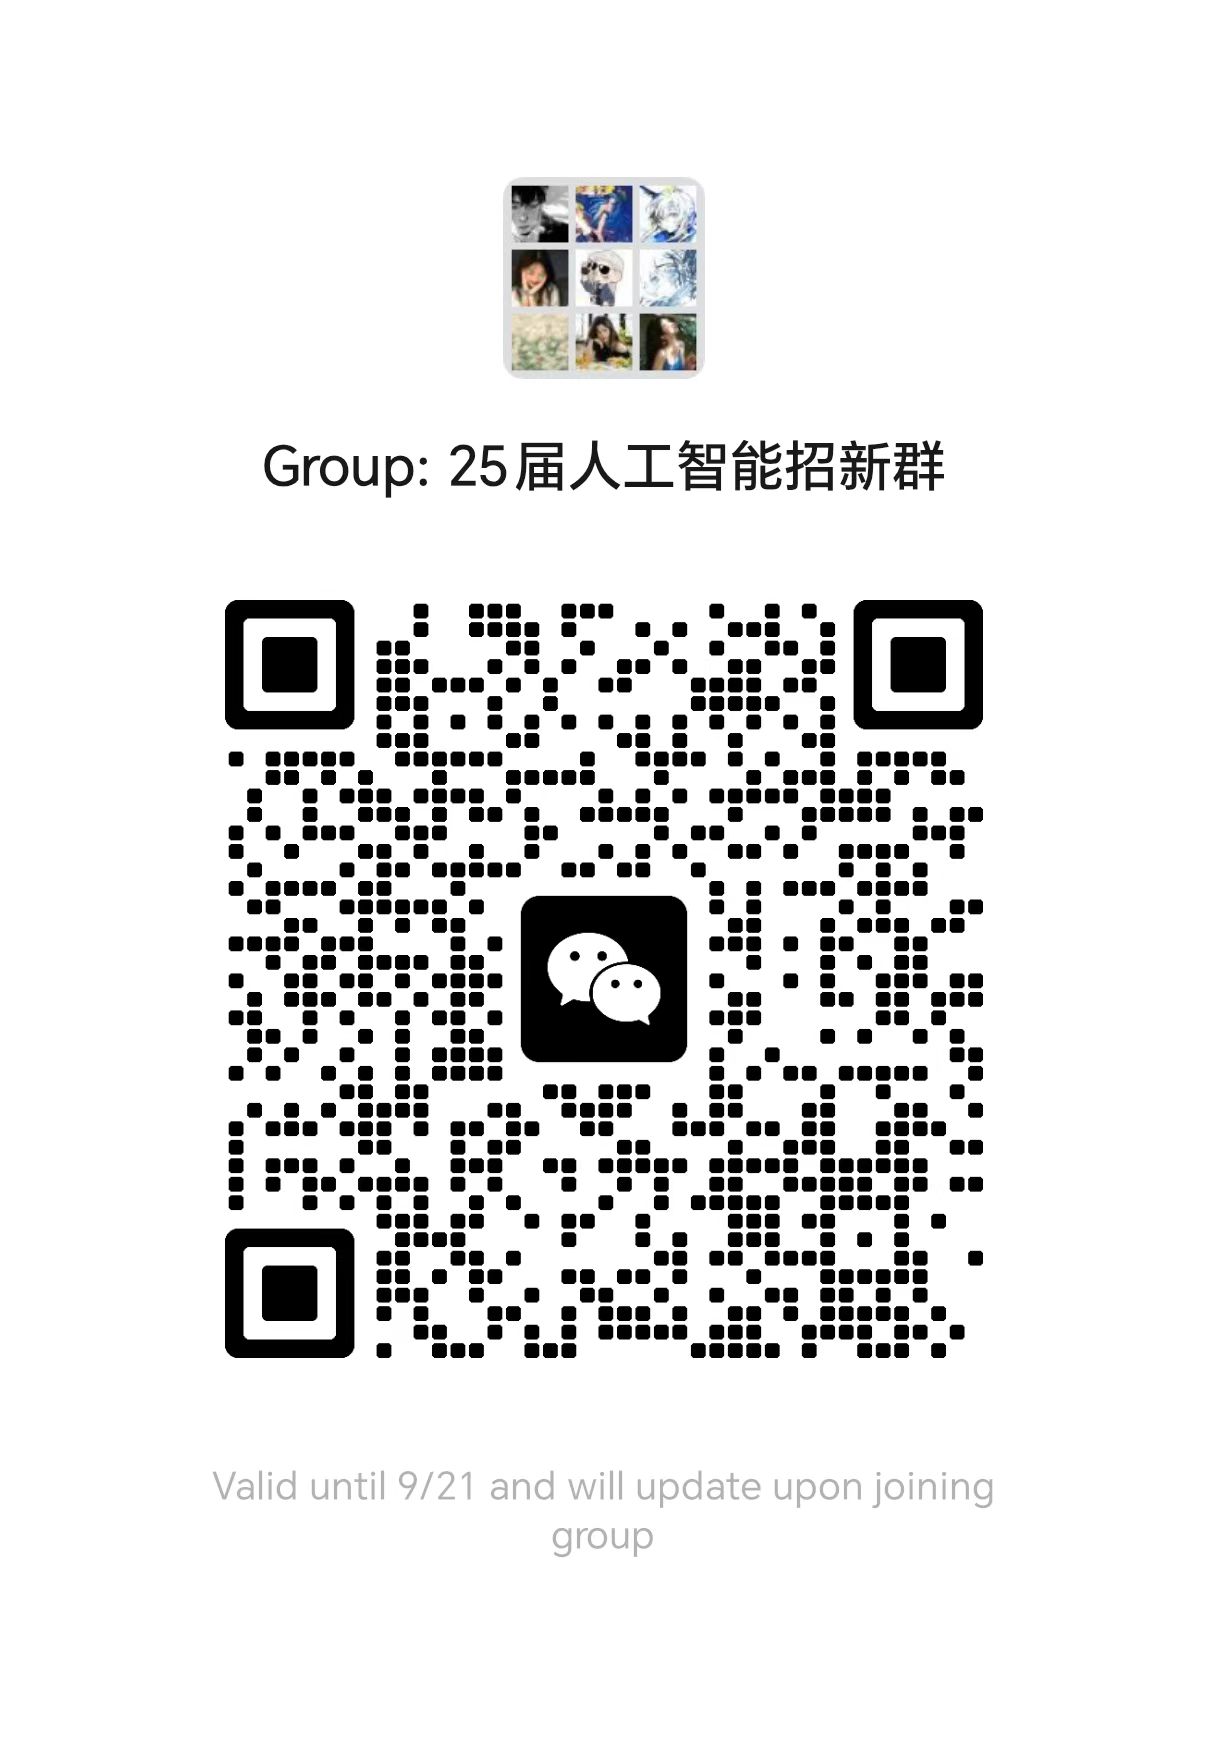 Group: 25届人工智能招新群
Valid until 9/21 and will update upon joining
group